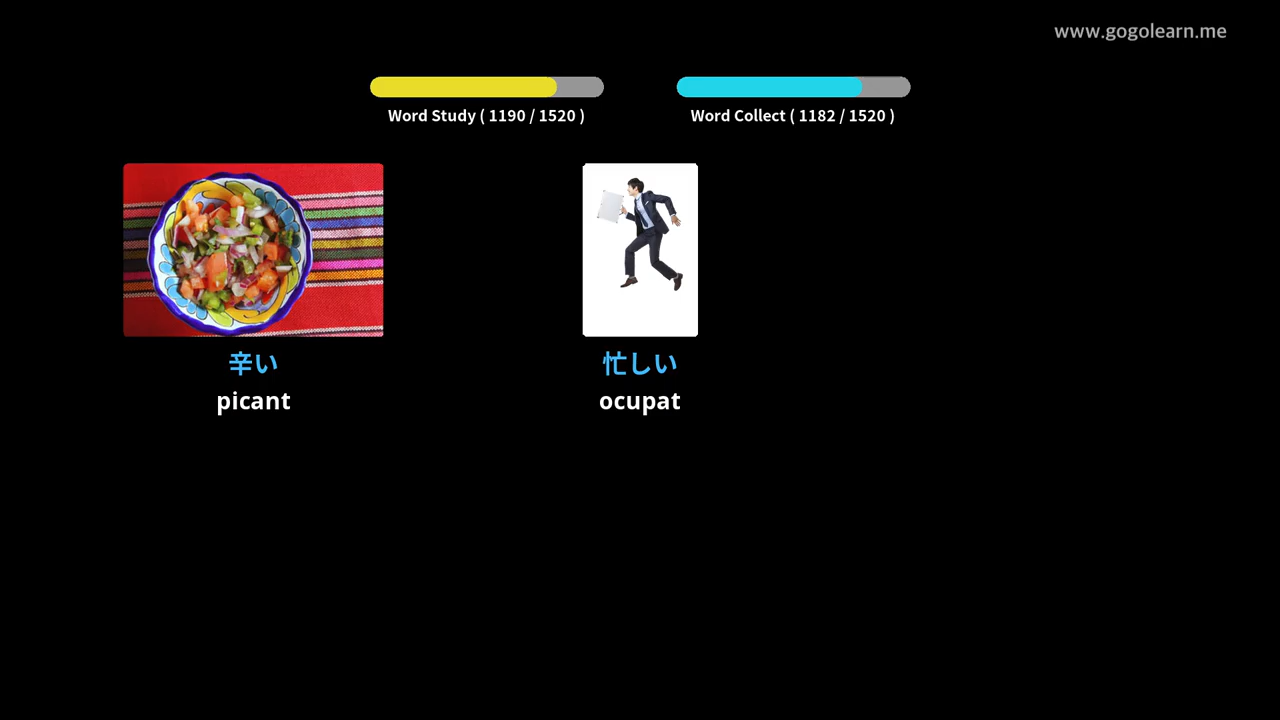 www.gogolearn.me
Word Study ( 1190 / 1520 )
Word Collect ( 1182 / 1520 )
辛い
picant
忙しい
ocupat